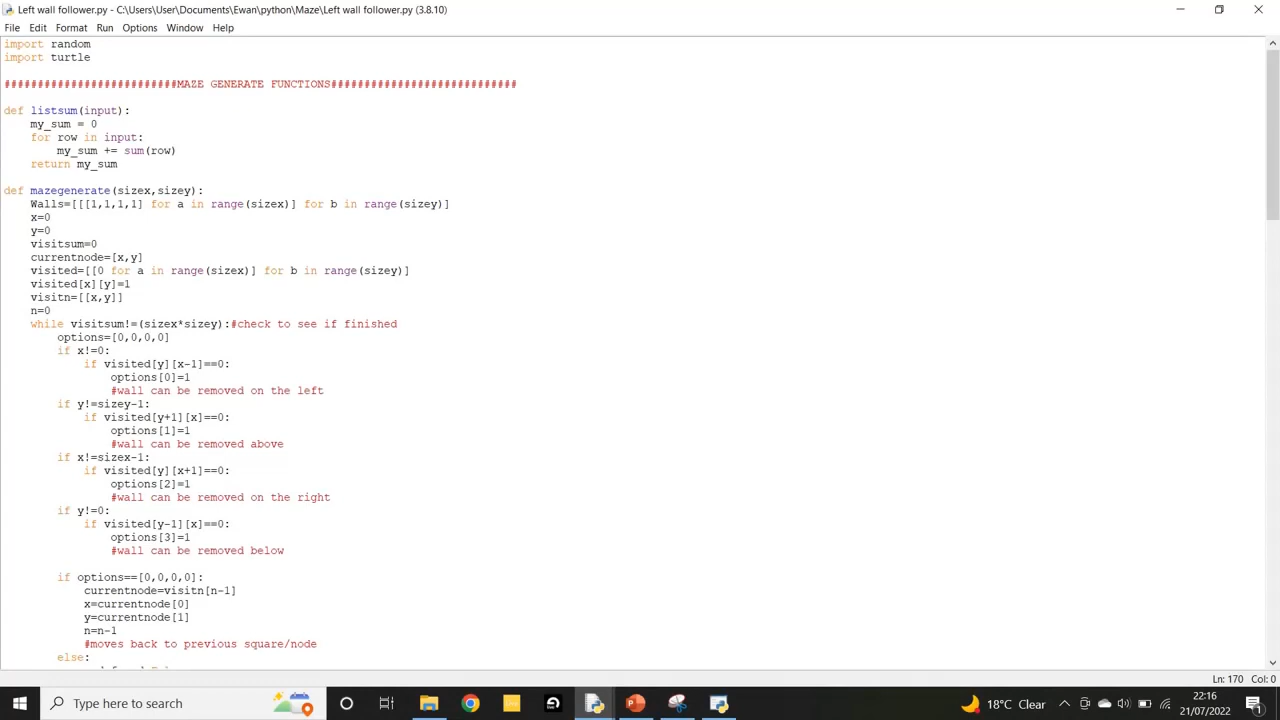 Left wall follower.py - C:\Users\User\Documents\Ewan\python\Maze\Left wall follower.py (3.8.10)
File Edit Format Run Options Window Help
import random
import turtle
##########################MAZE GENERATE FUNCTIONS############################
def listsum(input):
    my_sum = 0
    for row in input:
        my_sum += sum(row)
    return my_sum
def mazegenerate(sizex,sizey):
    Walls=[[[1,1,1,1] for a in range(sizex)] for b in range(sizey)]
    x=0
    y=0
    visitsum=0
    currentnode=[x,y]
    visited=[[0 for a in range(sizex)] for b in range(sizey)]
    visited[x][y]=1
    visitn=[[x,y]]
    n=0
    while visitsum!=(sizex*sizey):#check to see if finished
        options=[0,0,0,0]
        if x!=0:
            if visited[y][x-1]==0:
                options[0]=1
                #wall can be removed on the left
        if y!=sizey-1:
            if visited[y+1][x]==0:
                options[1]=1
                #wall can be removed above
        if x!=sizex-1:
            if visited[y][x+1]==0:
                options[2]=1
                #wall can be removed on the right
        if y!=0:
            if visited[y-1][x]==0:
                options[3]=1
                #wall can be removed below
        if options==[0,0,0,0]:
            currentnode=visitn[n-1]
            x=currentnode[0]
            y=currentnode[1]
            n=n-1
            #moves back to previous square/node
        else:
Ln: 170 Col: 0
Type here to search
18°C Clear
22:16
21/07/2022